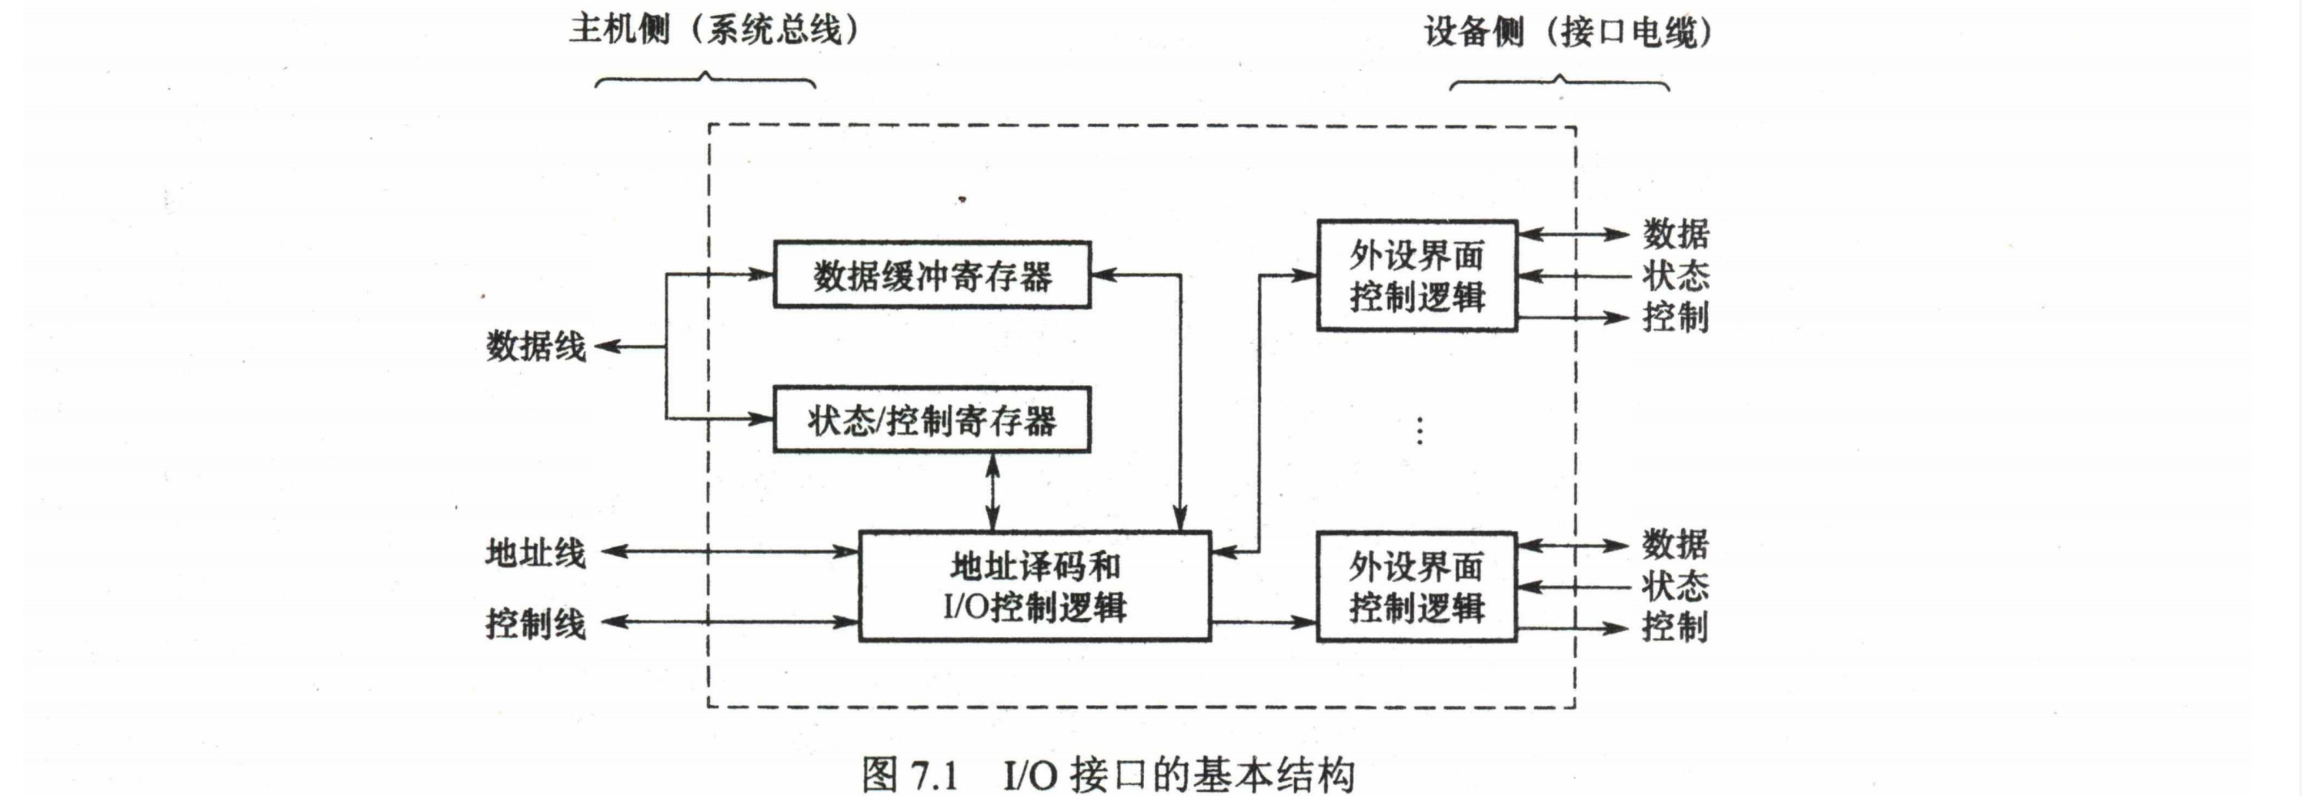 主机侧（系统总线）
设备侧（接口电缆）
数据缓冲寄存器
外设界面
控制逻辑
数据
状态
控制
数据线
状态/控制寄存器
⋮
地址线
控制线
地址译码和
I/O控制逻辑
外设界面
控制逻辑
数据
状态
控制
图 7.1 I/O 接口的基本结构